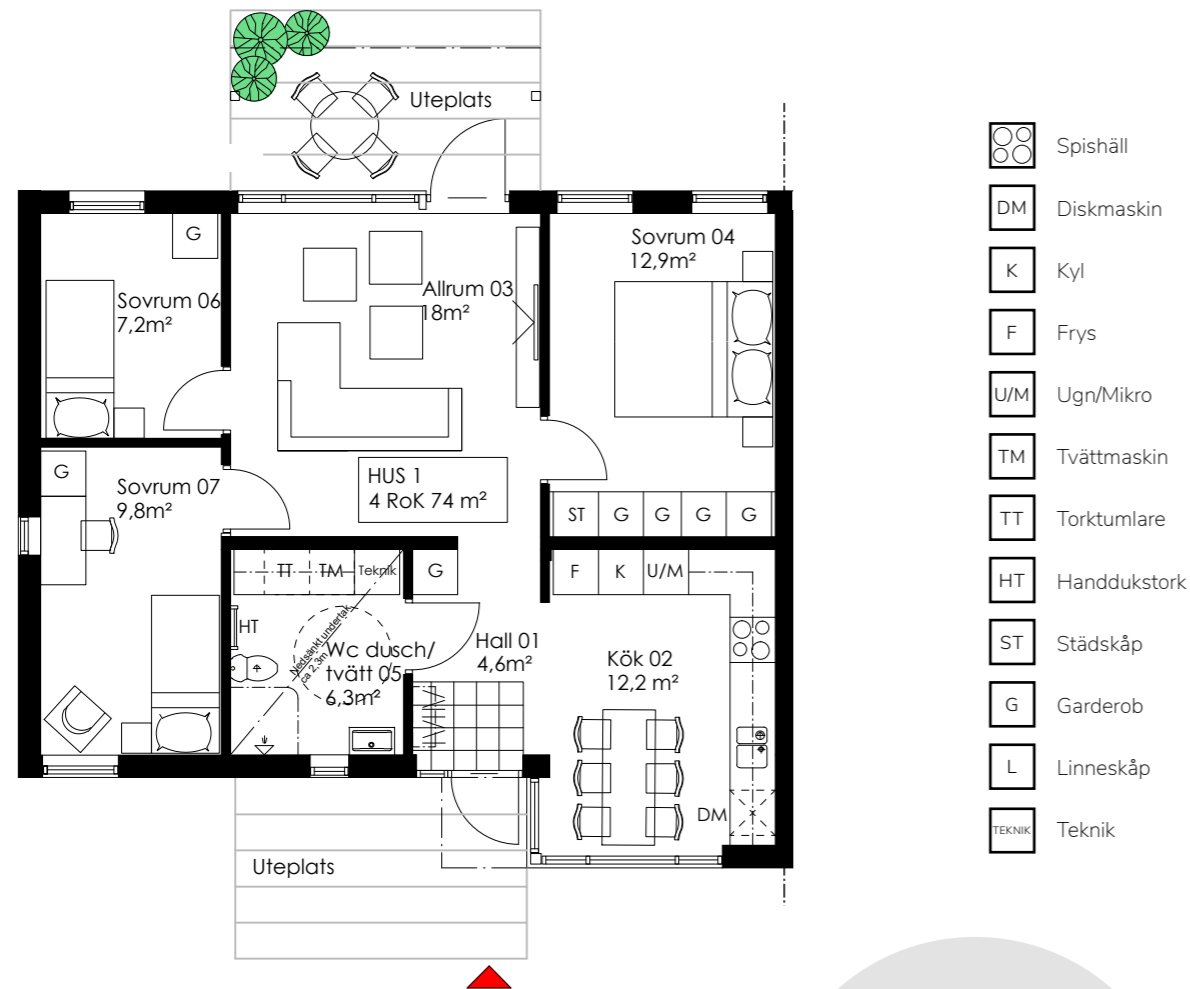 Uteplats
G
Sovrum 06
7,2m²
Allrum 03
18m²
Sovrum 04
12,9m²
G
Sovrum 07
9,8m²
HUS 1
4 RoK 74 m²
ST G G G G
TT TM Teknik
G
F K U/M
HT
Nedsänkt undertak
ca 2,3m
Wc dusch/
tvätt 05
6,3m²
Hall 01
4,6m²
Kök 02
12,2 m²
DM
Uteplats
Spishäll
DM Diskmaskin
K Kyl
F Frys
U/M Ugn/Mikro
TM Tvättmaskin
TT Torktumlare
HT Handdukstork
ST Städskåp
G Garderob
L Linneskåp
TEKNIK Teknik